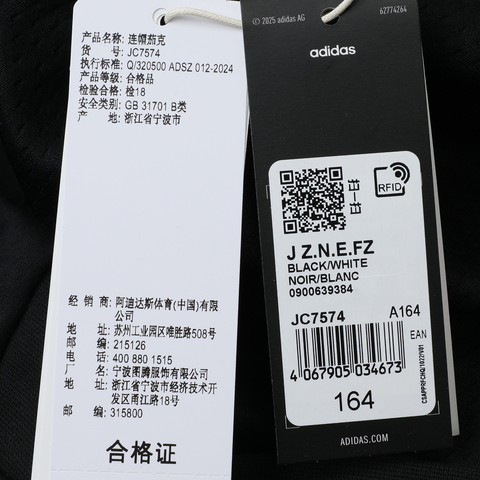 产品名称: 连帽茄克
货 号: JC7574
执行标准: Q/320500 ADSZ 012-2024
产品等级: 合格品
检验合格: 检18
安全类别: GB 31701 B类
产 地: 浙江省宁波市
经 销 商: 阿迪达斯体育(中国)有限
公司
地 址: 苏州工业园区唯胜路508号
邮 编: 215126
电 话: 400 880 1515
厂 名: 宁波图腾服饰有限公司
地 址: 浙江省宁波市经济技术开
发区甬江路18号
邮 编: 315800
合格证
© 2025 adidas AG
62774264
adidas
RFID
J Z.N.E.FZ
BLACK/WHITE
NOIR/BLANC
0900639384
JC7574 A164
EAN
4 067905 034673
164
ADIDAS.COM